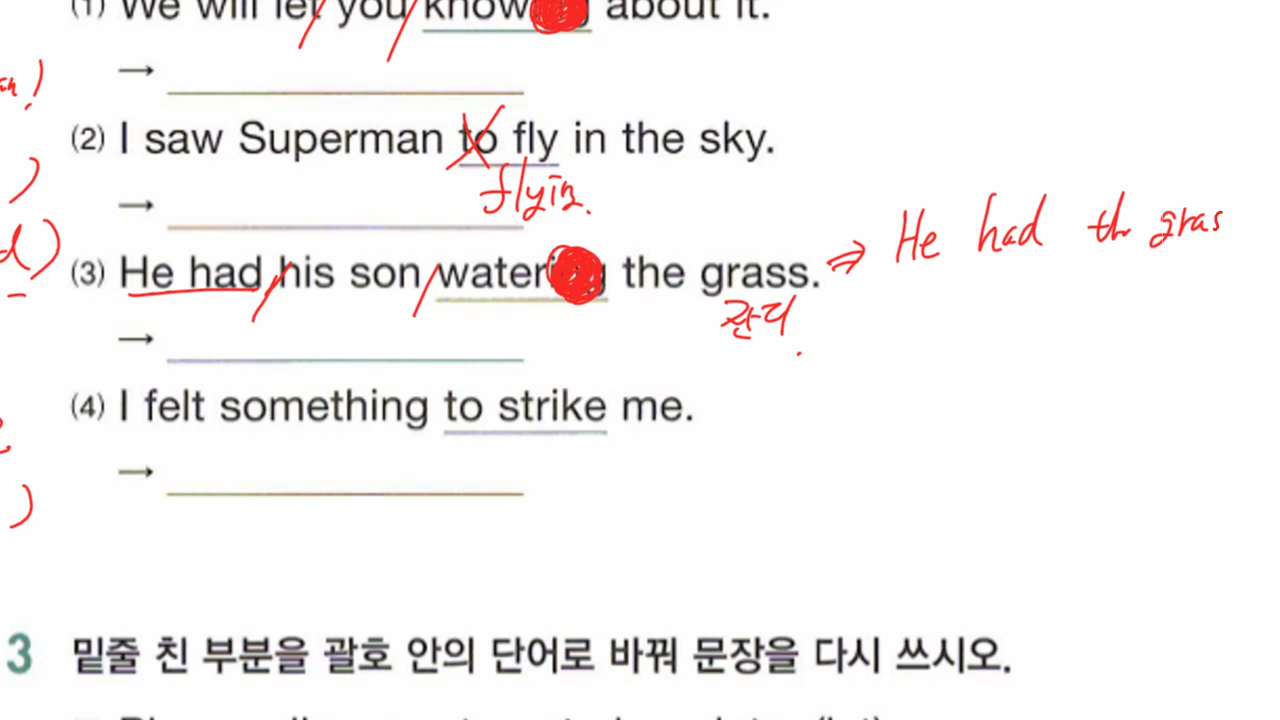 (1) We will let you know about it.
→
(2) I saw Superman to fly in the sky.
flying.
→
(3) He had his son watering the grass. ⇒ He had the gras
잔디.
→
(4) I felt something to strike me.
→
3 밑줄 친 부분을 괄호 안의 단어로 바꿔 문장을 다시 쓰시오.